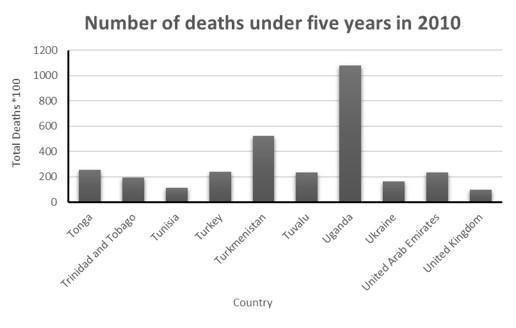 Number of deaths under five years in 2010
Total Deaths *100
1200
1000
800
600
400
200
0
Tonga
Trinidad and Tobago
Tunisia
Turkey
Turkmenistan
Tuvalu
Uganda
Ukraine
United Arab Emirates
United Kingdom
Country